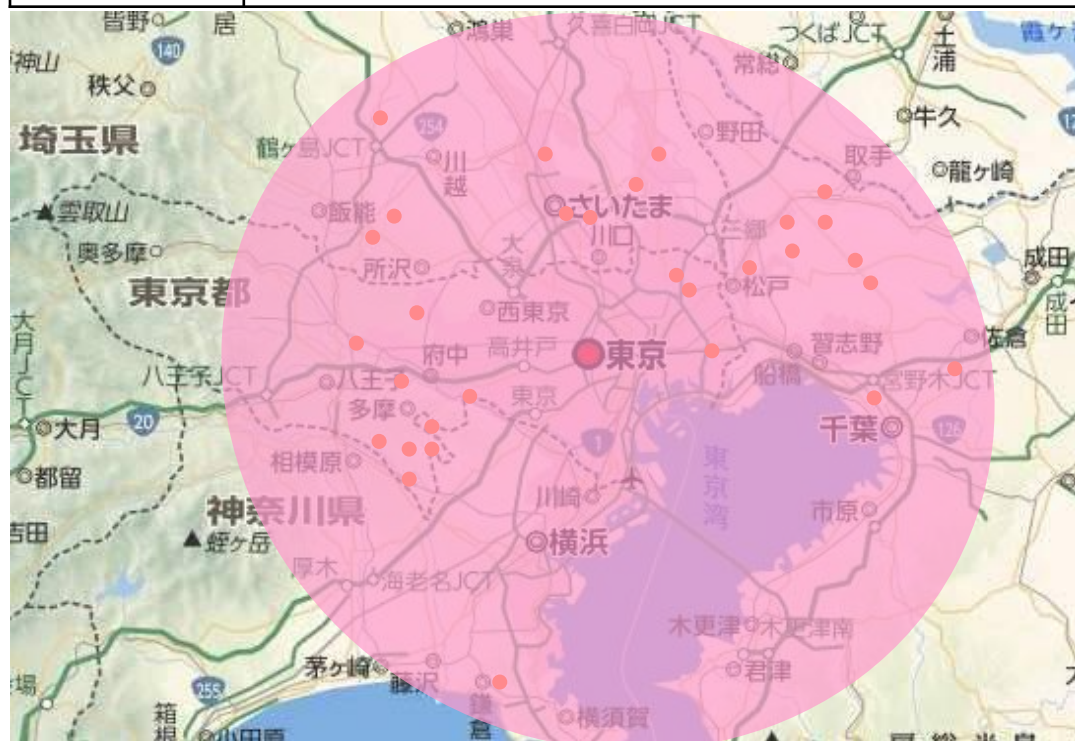 皆野
居
鴻巣
久喜白岡JCT
つくばJCT
土浦
霞ケ
140
神山
秩父
常総
埼玉県
鶴ヶ島JCT
254
川越
野田
牛久
取手
龍ヶ崎
雲取山
飯能
さいたま
奥多摩
大泉
川口
三郷
所沢
松戸
成田
東京都
西東京
成田
大月JCT
高井戸
東京
習志野
佐倉
府中
八王子JCT
八王子
船橋
宮野木JCT
多摩
東京
20
大月
千葉
126
1
相模原
東京湾
都留
川崎
神奈川県
市原
吉田
蛭ヶ岳
横浜
厚木
海老名JCT
木更津
木更津南
君津
茅ヶ崎
藤沢
場
255
鎌倉
箱根
横須賀
小田原